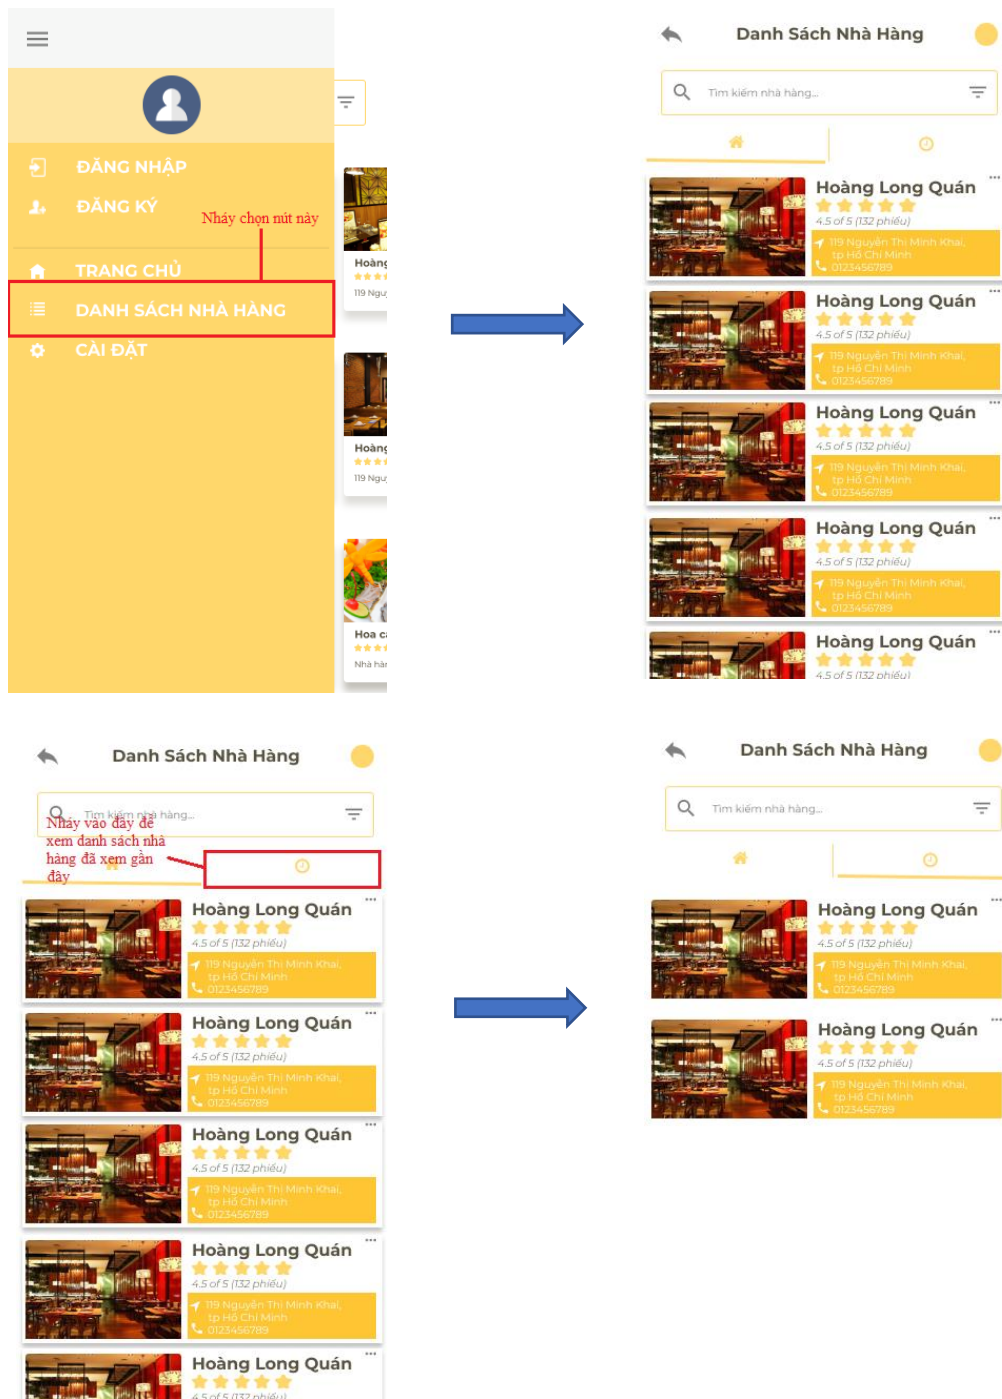 ĐĂNG NHẬP
ĐĂNG KÝ
Nháy chọn nút này
TRANG CHỦ
DANH SÁCH NHÀ HÀNG
CÀI ĐẶT
Hoàng
119 Nguy
Hoàng
119 Nguy
Hoa cả
Nhà hàn
Danh Sách Nhà Hàng
Tìm kiếm nhà hàng...
Hoàng Long Quán
4.5 of 5 (132 phiếu)
119 Nguyễn Thị Minh Khai,
tp Hồ Chí Minh
0123456789
Hoàng Long Quán
4.5 of 5 (132 phiếu)
119 Nguyễn Thị Minh Khai,
tp Hồ Chí Minh
0123456789
Hoàng Long Quán
4.5 of 5 (132 phiếu)
119 Nguyễn Thị Minh Khai,
tp Hồ Chí Minh
0123456789
Hoàng Long Quán
4.5 of 5 (132 phiếu)
119 Nguyễn Thị Minh Khai,
tp Hồ Chí Minh
0123456789
Hoàng Long Quán
4.5 of 5 (132 phiếu)
Danh Sách Nhà Hàng
Tìm kiếm nhà hàng...
Nháy vào đây để
xem danh sách nhà
hàng đã xem gần
đây
Hoàng Long Quán
4.5 of 5 (132 phiếu)
119 Nguyễn Thị Minh Khai,
tp Hồ Chí Minh
0123456789
Hoàng Long Quán
4.5 of 5 (132 phiếu)
119 Nguyễn Thị Minh Khai,
tp Hồ Chí Minh
0123456789
Hoàng Long Quán
4.5 of 5 (132 phiếu)
119 Nguyễn Thị Minh Khai,
tp Hồ Chí Minh
0123456789
Hoàng Long Quán
4.5 of 5 (132 phiếu)
119 Nguyễn Thị Minh Khai,
tp Hồ Chí Minh
0123456789
Hoàng Long Quán
4.5 of 5 (132 phiếu)
Danh Sách Nhà Hàng
Tìm kiếm nhà hàng...
Hoàng Long Quán
4.5 of 5 (132 phiếu)
119 Nguyễn Thị Minh Khai,
tp Hồ Chí Minh
0123456789
Hoàng Long Quán
4.5 of 5 (132 phiếu)
119 Nguyễn Thị Minh Khai,
tp Hồ Chí Minh
0123456789